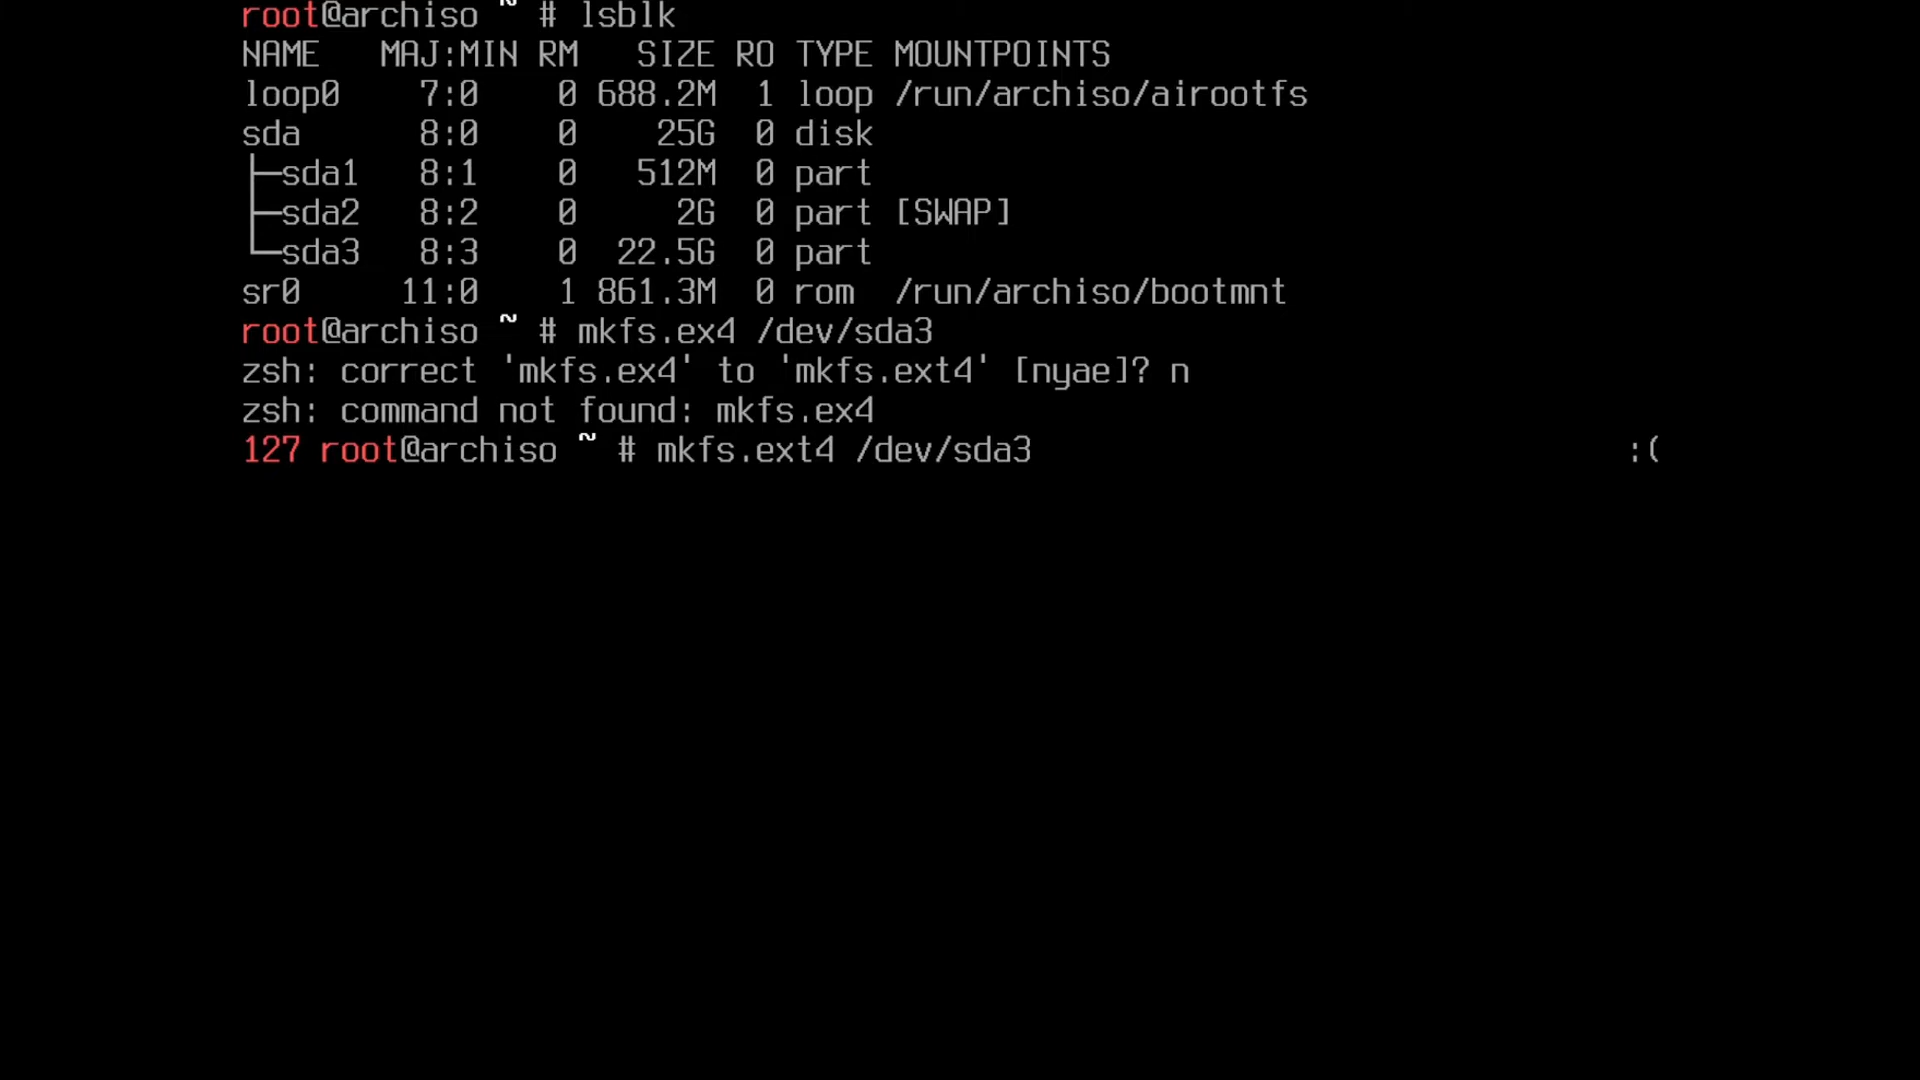 root@archiso ~ # lsblk
NAME   MAJ:MIN RM   SIZE RO TYPE MOUNTPOINTS
loop0    7:0    0 688.2M  1 loop /run/archiso/airootfs
sda      8:0    0    25G  0 disk
├─sda1   8:1    0   512M  0 part
├─sda2   8:2    0     2G  0 part [SWAP]
└─sda3   8:3    0  22.5G  0 part
sr0     11:0    1 861.3M  0 rom  /run/archiso/bootmnt
root@archiso ~ # mkfs.ex4 /dev/sda3
zsh: correct 'mkfs.ex4' to 'mkfs.ext4' [nyae]? n
zsh: command not found: mkfs.ex4
127 root@archiso ~ # mkfs.ext4 /dev/sda3 :(